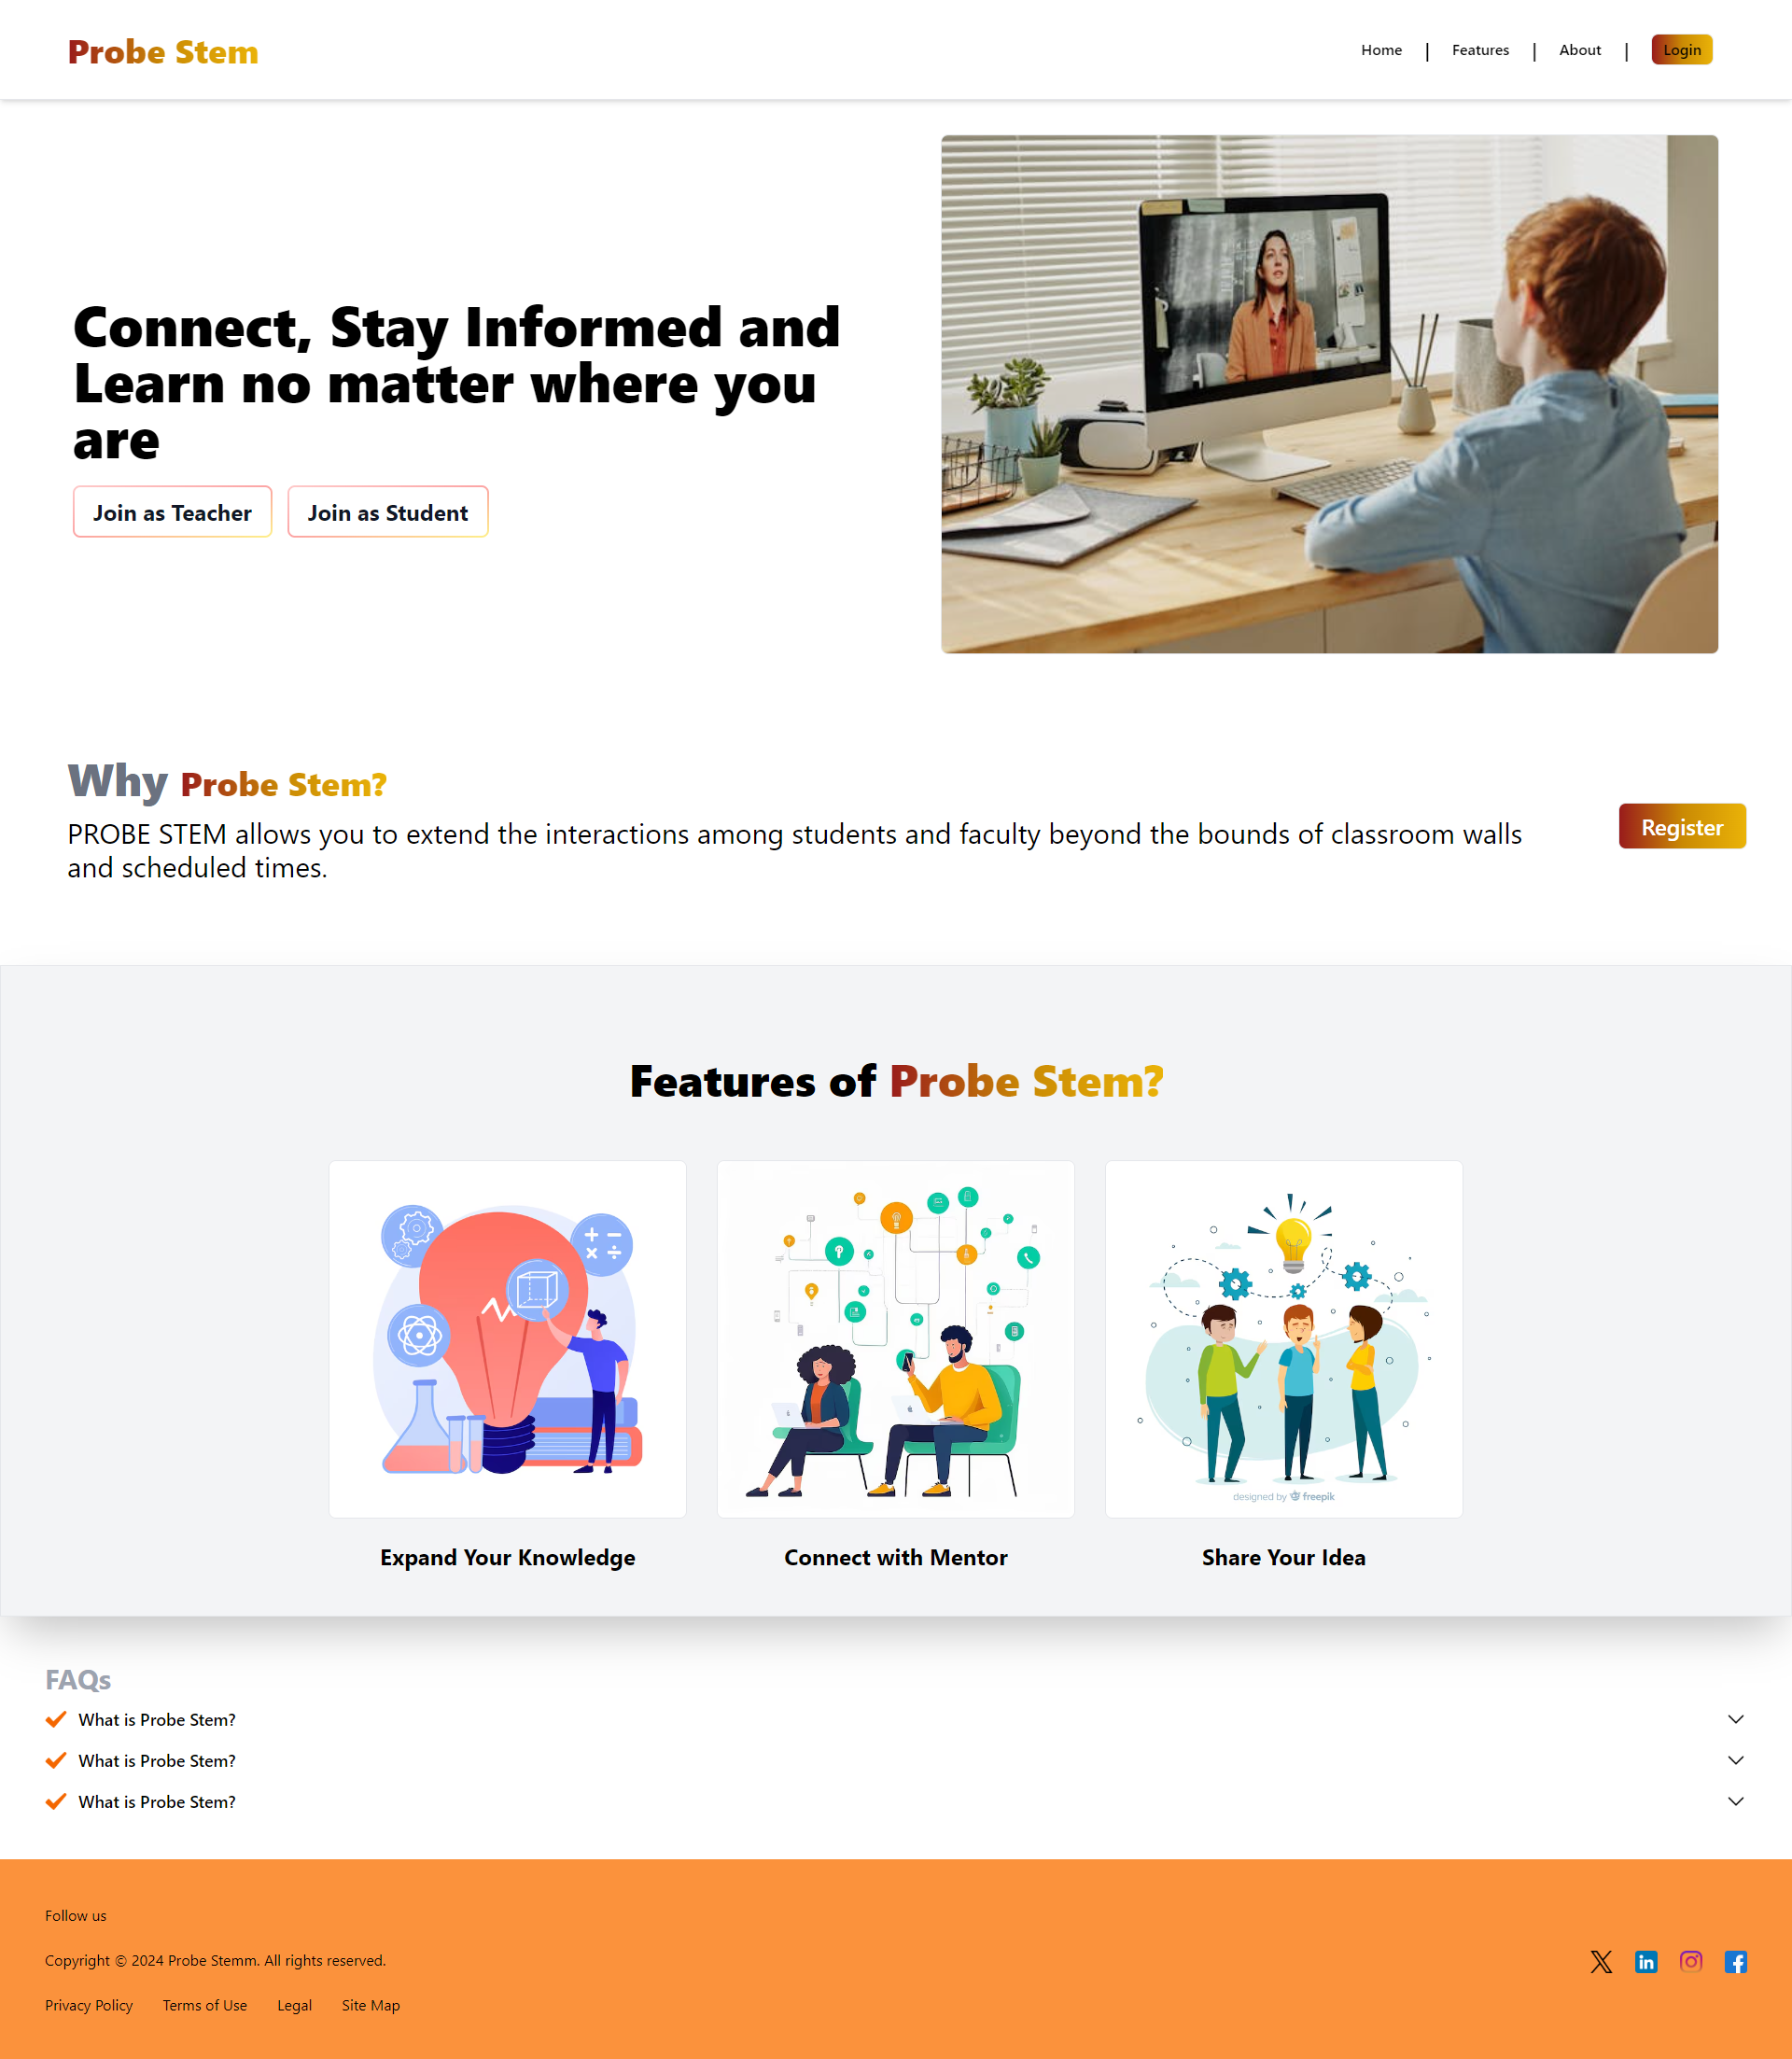 Probe Stem
Home | Features | About | Login
Connect, Stay Informed and
Learn no matter where you
are
Join as Teacher
Join as Student
Why Probe Stem?
PROBE STEM allows you to extend the interactions among students and faculty beyond the bounds of classroom walls
and scheduled times.
Register
Features of Probe Stem?
designed by freepik
Expand Your Knowledge
Connect with Mentor
Share Your Idea
FAQs
What is Probe Stem?
What is Probe Stem?
What is Probe Stem?
Follow us
Copyright © 2024 Probe Stemm. All rights reserved.
Privacy Policy
Terms of Use
Legal
Site Map